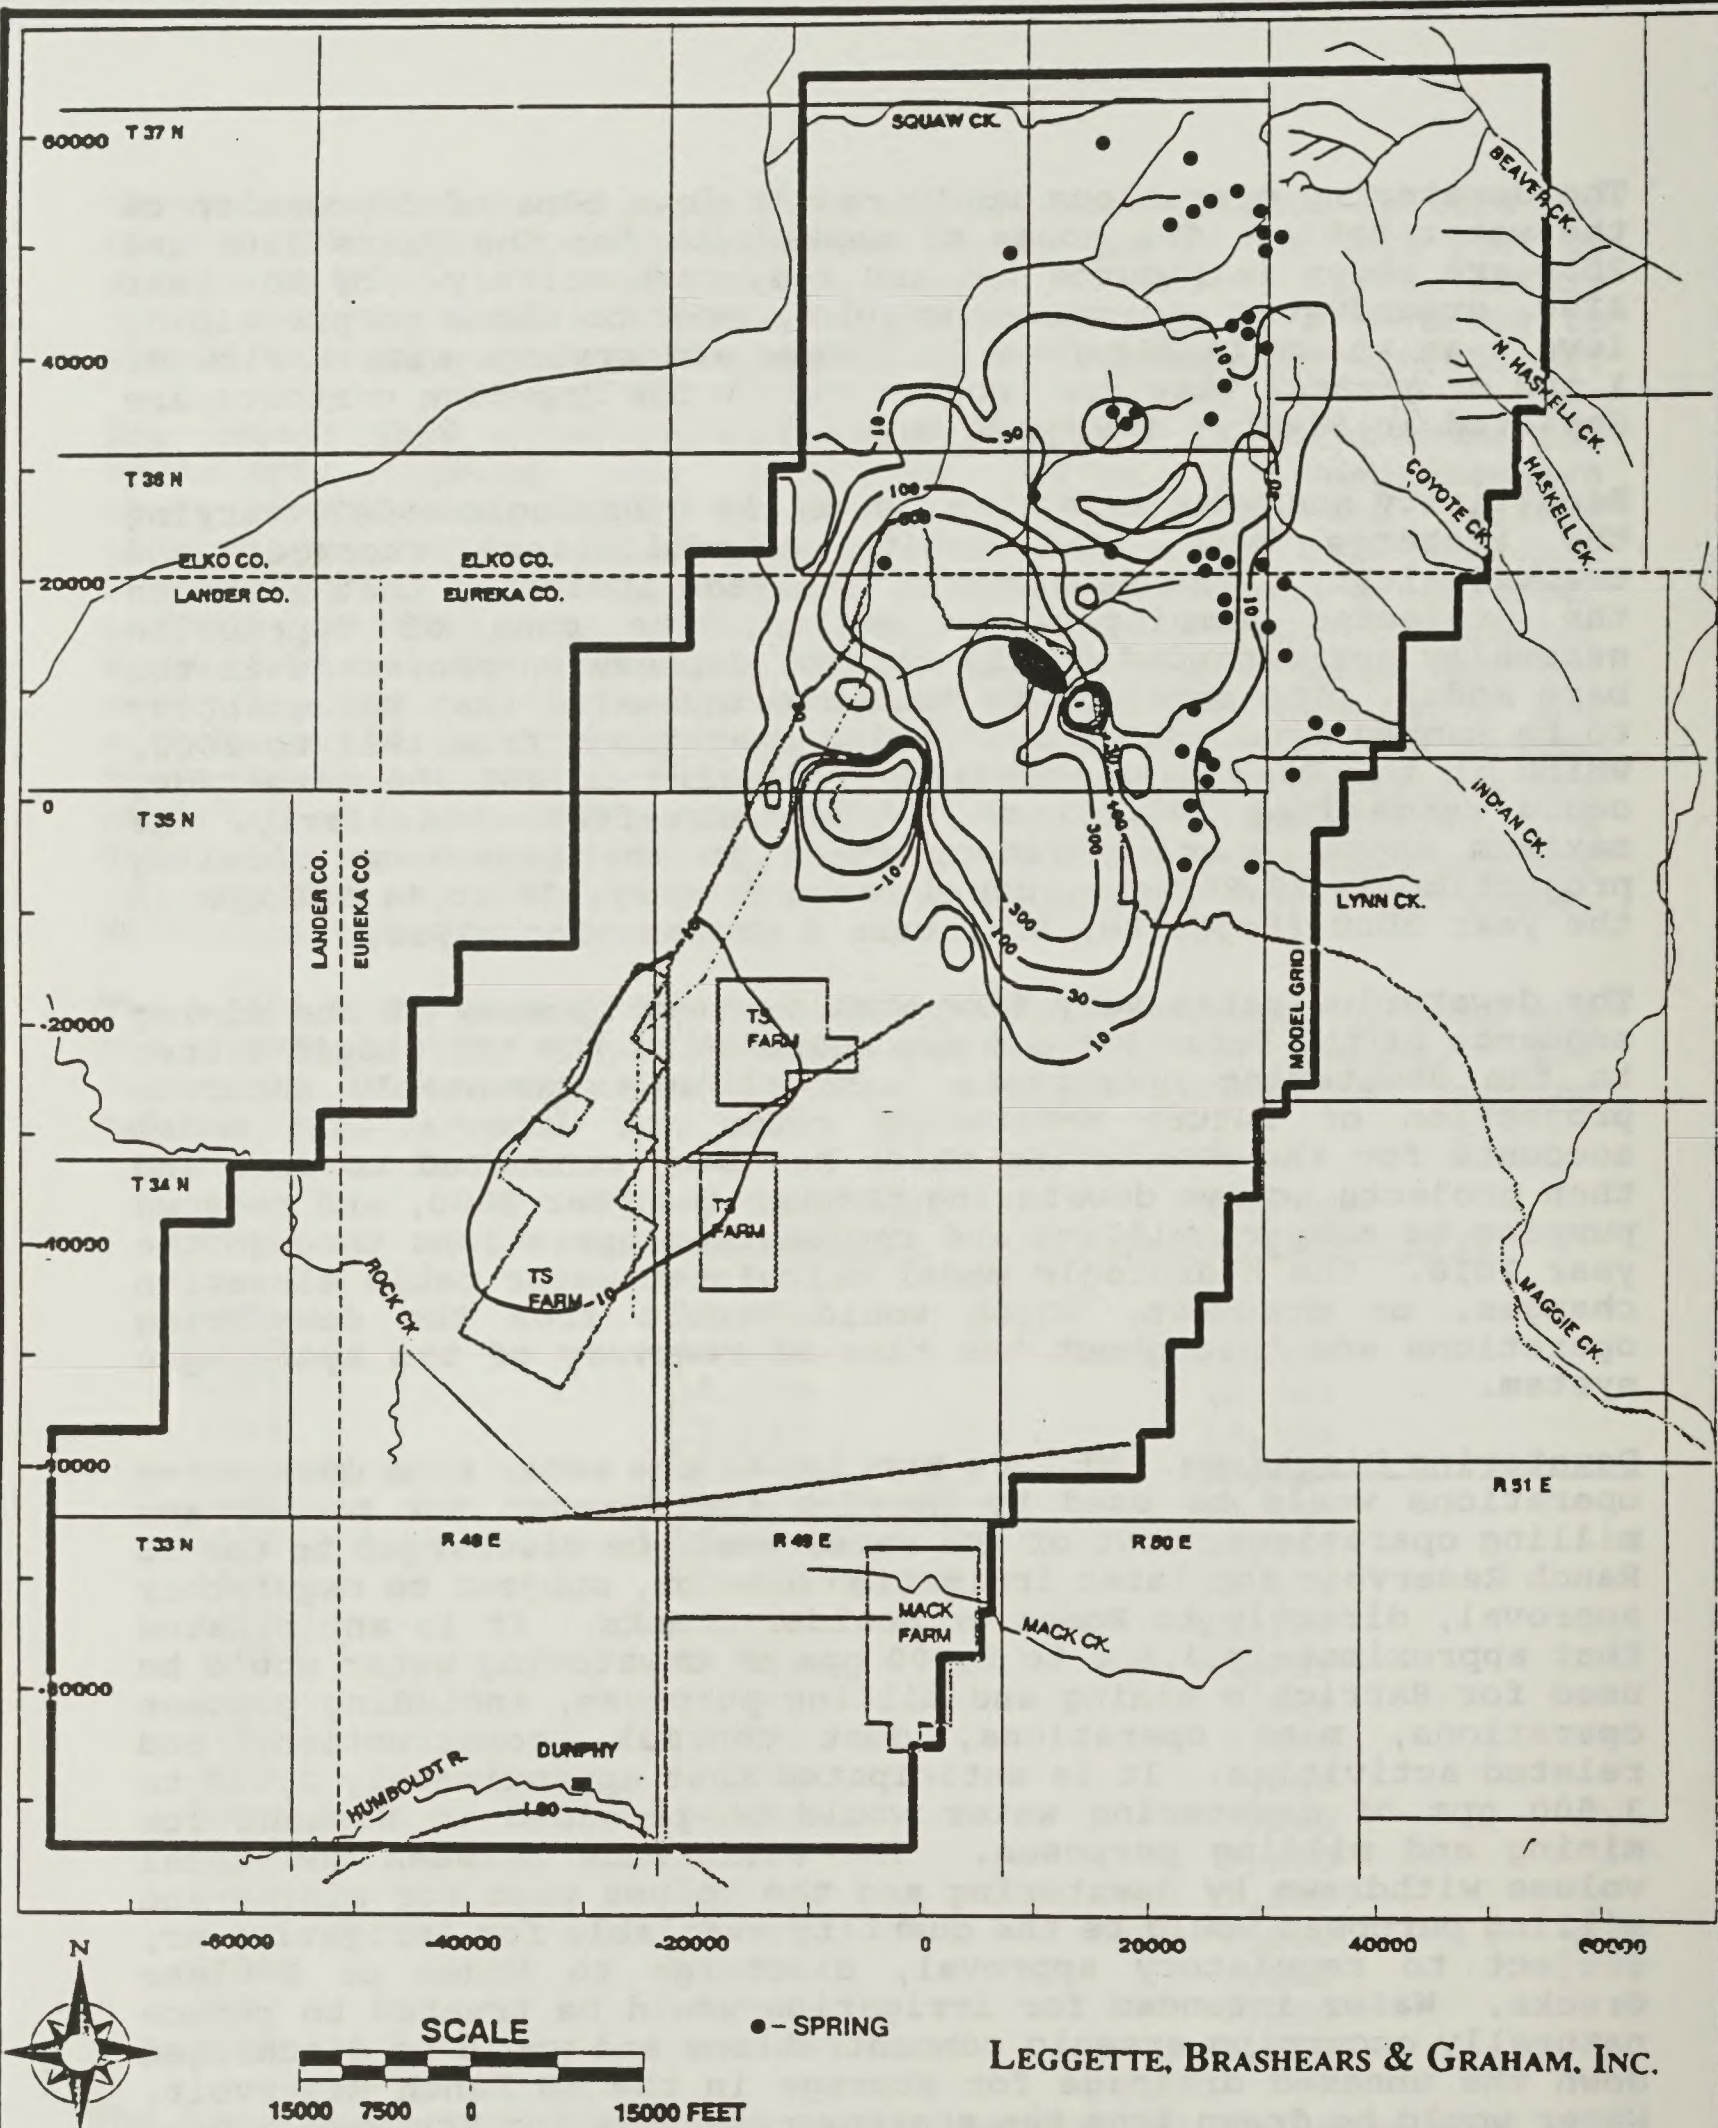 T 37 N
SQUAW CK.
60000
BEAVER CK.
40000
N. HASKELL CK.
10
10
30
T 36 N
COYOTE CK.
HASKELL CK.
100
ELKO CO.
ELKO CO.
20000
LANDER CO.
EUREKA CO.
10
0
T 35 N
INDIAN CK.
100
300
-10
LANDER CO.
EUREKA CO.
LYNN CK.
300
100
-10
MODEL GRID
30
-20000
TS
FARM
10
T 34 N
TS
FARM
-40000
ROCK CK.
TS
FARM
-10
MAGGIE CK.
R 51 E
T 33 N
R 48 E
R 49 E
R 50 E
MACK
FARM
MACK CK.
-80000
DUNPHY
HUMBOLDT R.
-60000
-40000
-20000
0
20000
40000
60000
N
SCALE
●– SPRING
LEGGETTE, BRASHEARS & GRAHAM, INC.
15000 7500 0 15000 FEET